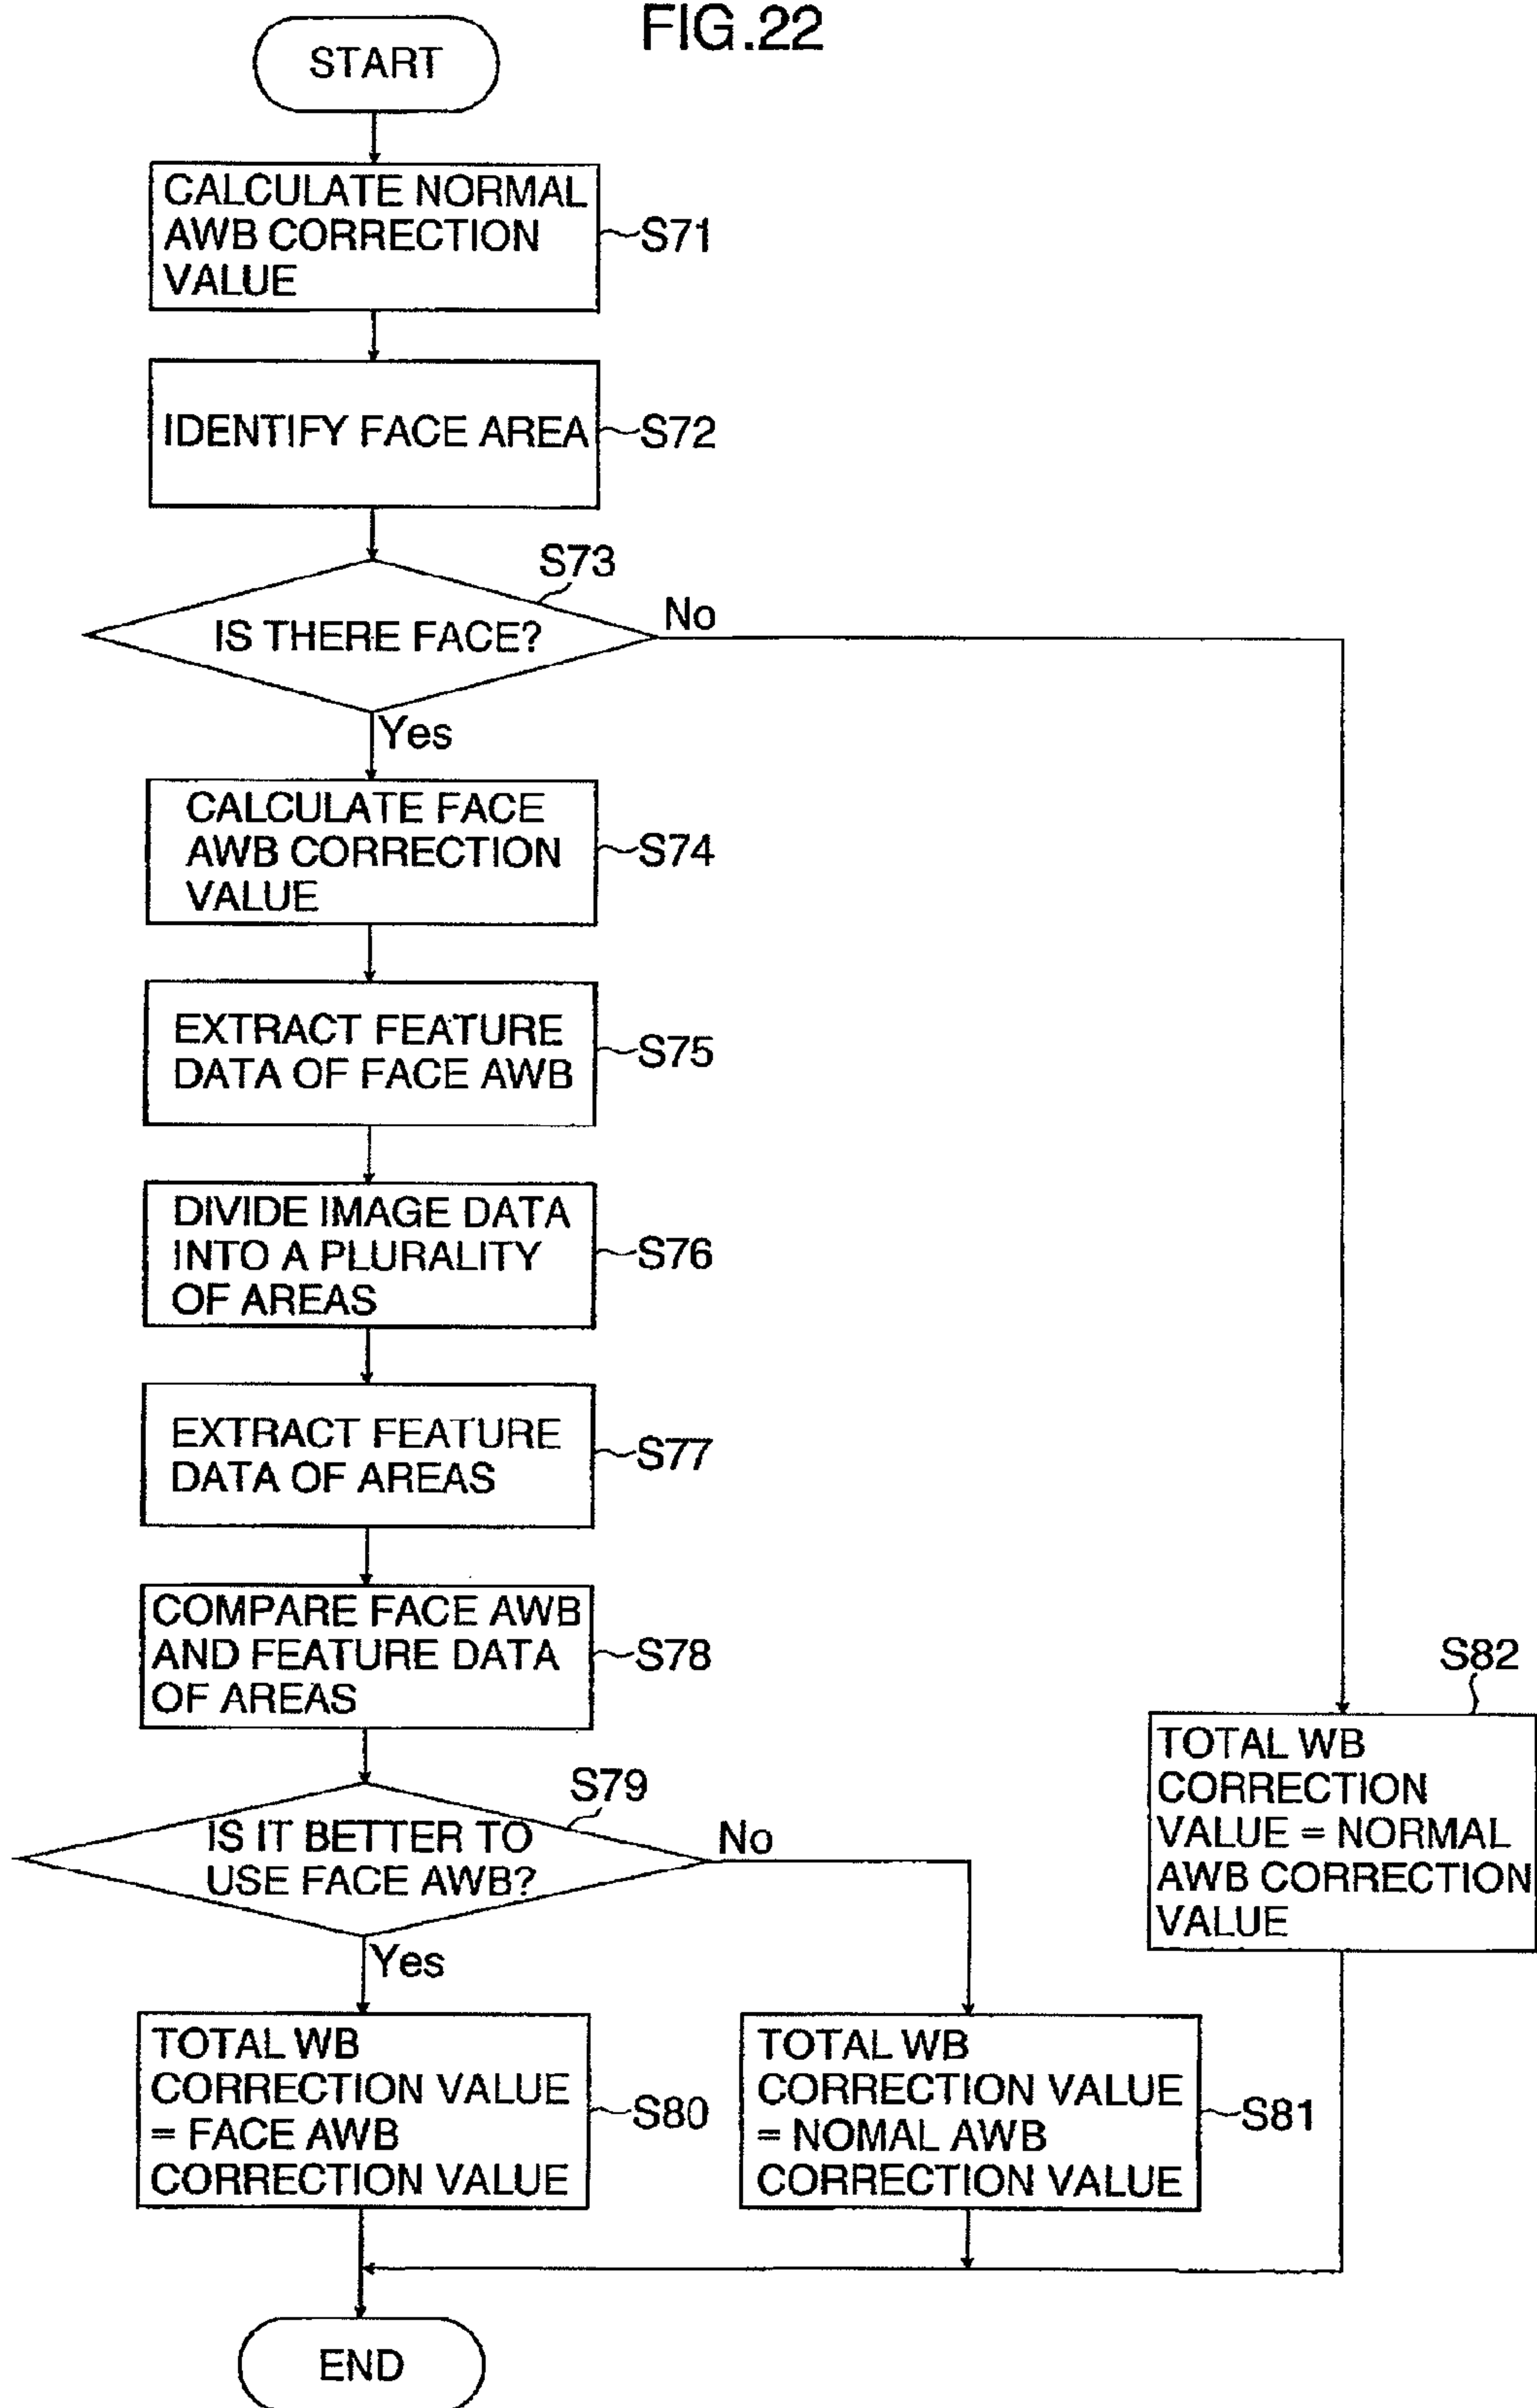 FIG.22
START
CALCULATE NORMAL
AWB CORRECTION
VALUE
S71
IDENTIFY FACE AREA
S72
S73
IS THERE FACE?
No
Yes
CALCULATE FACE
AWB CORRECTION
VALUE
S74
EXTRACT FEATURE
DATA OF FACE AWB
S75
DIVIDE IMAGE DATA
INTO A PLURALITY
OF AREAS
S76
EXTRACT FEATURE
DATA OF AREAS
S77
COMPARE FACE AWB
AND FEATURE DATA
OF AREAS
S78
S79
IS IT BETTER TO
USE FACE AWB?
No
Yes
S82
TOTAL WB
CORRECTION
VALUE = NORMAL
AWB CORRECTION
VALUE
TOTAL WB
CORRECTION VALUE
= FACE AWB
CORRECTION VALUE
S80
TOTAL WB
CORRECTION VALUE
= NOMAL AWB
CORRECTION VALUE
S81
END